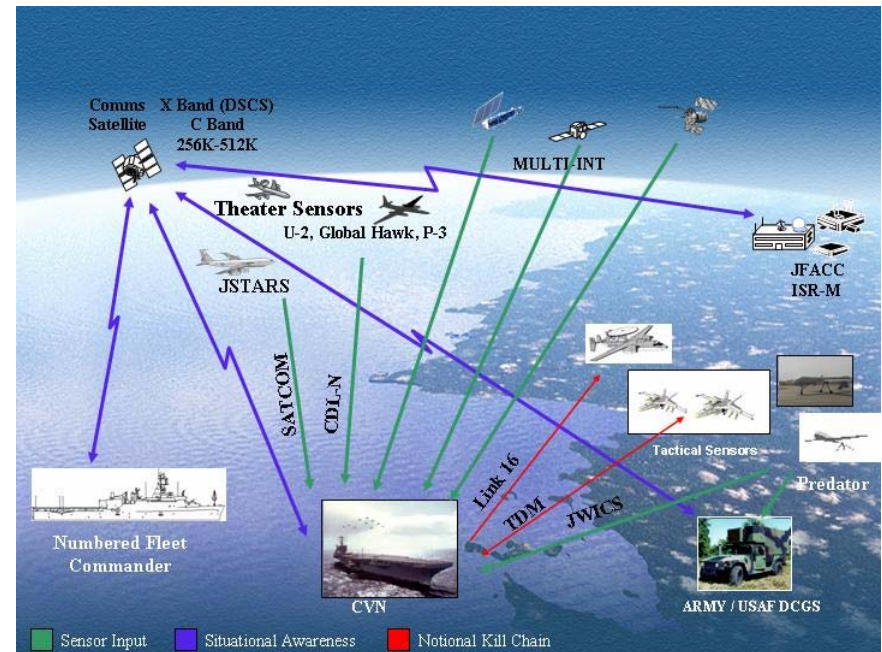 Comms
Satellite
X Band (DSCS)
C Band
256K-512K
MULTI-INT
Theater Sensors
U-2, Global Hawk, P-3
JSTARS
JFACC
ISR-M
SATCOM
CDL-N
Link 16
TDM
JWICS
Tactical Sensors
Predator
Numbered Fleet
Commander
CVN
ARMY / USAF DCGS
Sensor Input
Situational Awareness
Notional Kill Chain